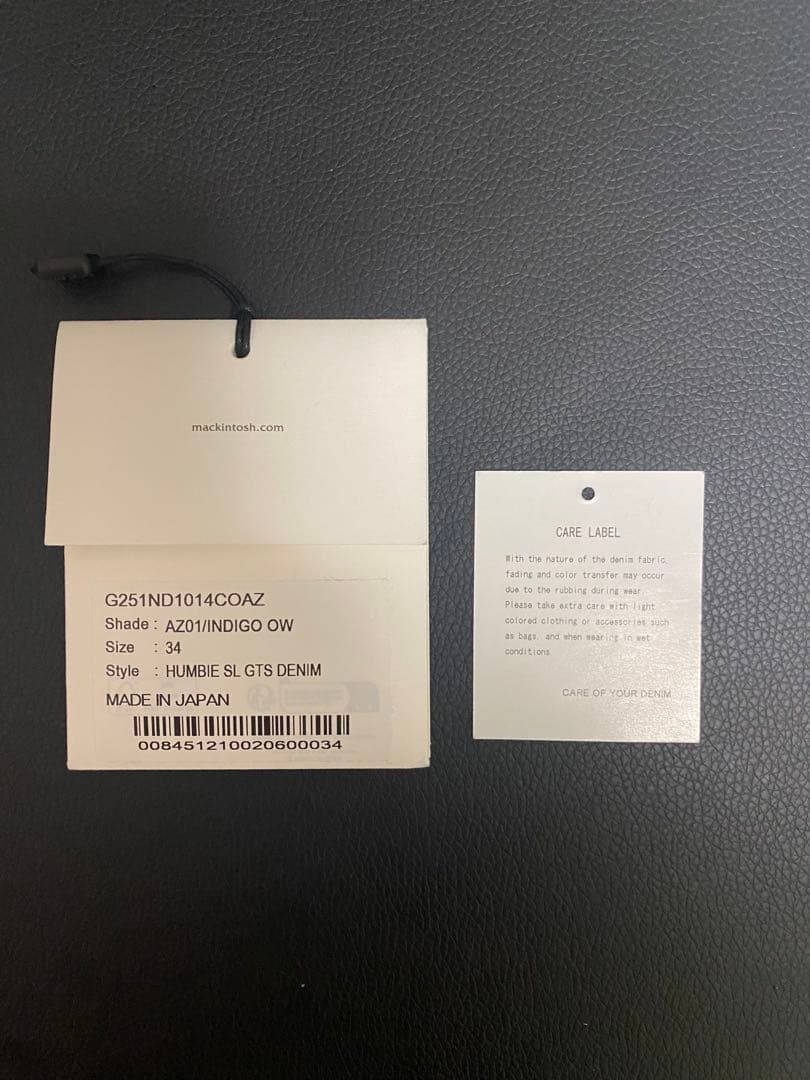 mackintosh.com
G251ND1014COAZ
Shade : AZ01/INDIGO OW
Size : 34
Style : HUMBIE SL GTS DENIM
MADE IN JAPAN
008451210020600034
CARE LABEL
With the nature of the denim fabric,
fading and color transfer may occur
due to the rubbing during wear.
Please take extra care with light
colored clothing or accessories such
as bags, and when wearing in wet
conditions.
CARE OF YOUR DENIM